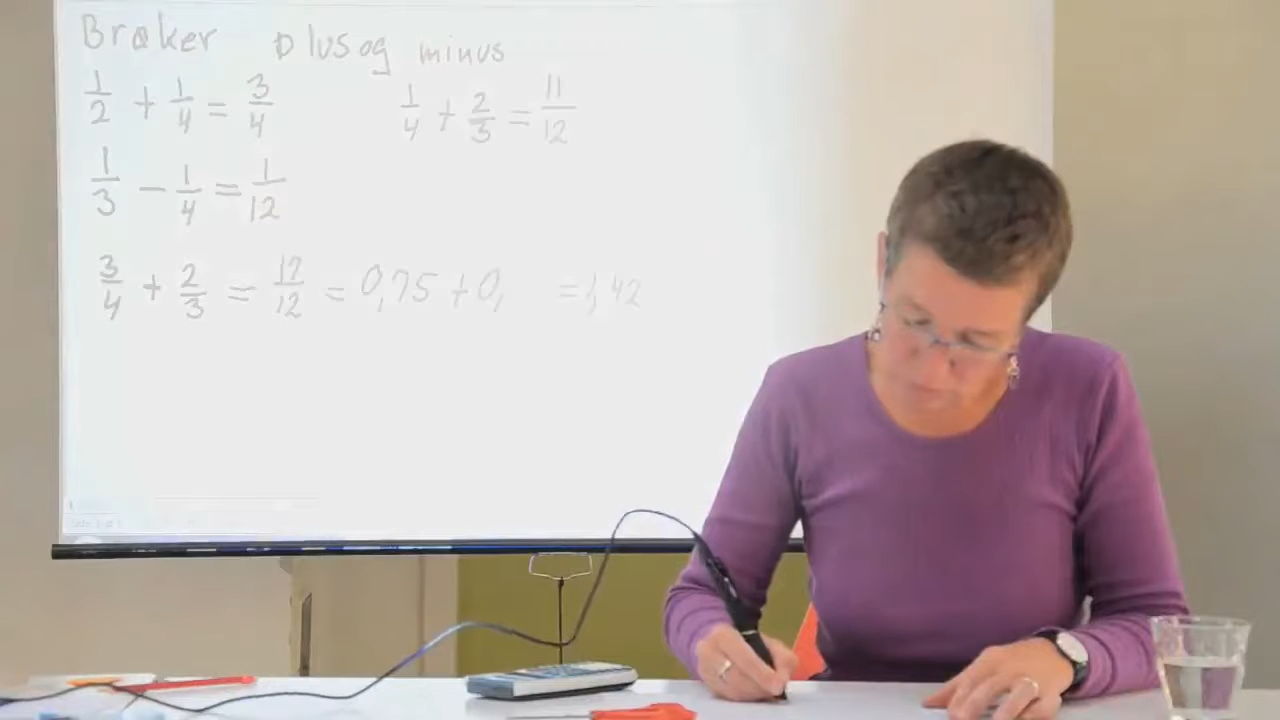 Brøker plus og minus
1/2 + 1/4 = 3/4 1/4 + 2/3 = 11/12
1/3 - 1/4 = 1/12
3/4 + 2/3 = 17/12 = 0,75 + 0, = 1,42